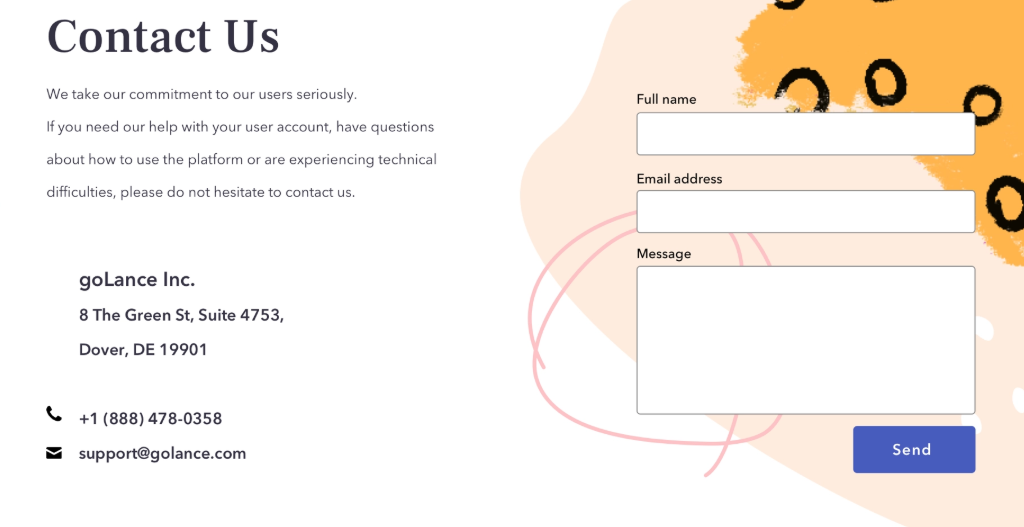 Contact Us
We take our commitment to our users seriously.
If you need our help with your user account, have questions
about how to use the platform or are experiencing technical
difficulties, please do not hesitate to contact us.
goLance Inc.
8 The Green St, Suite 4753,
Dover, DE 19901
+1 (888) 478-0358
support@golance.com
Full name
Email address
Message
Send